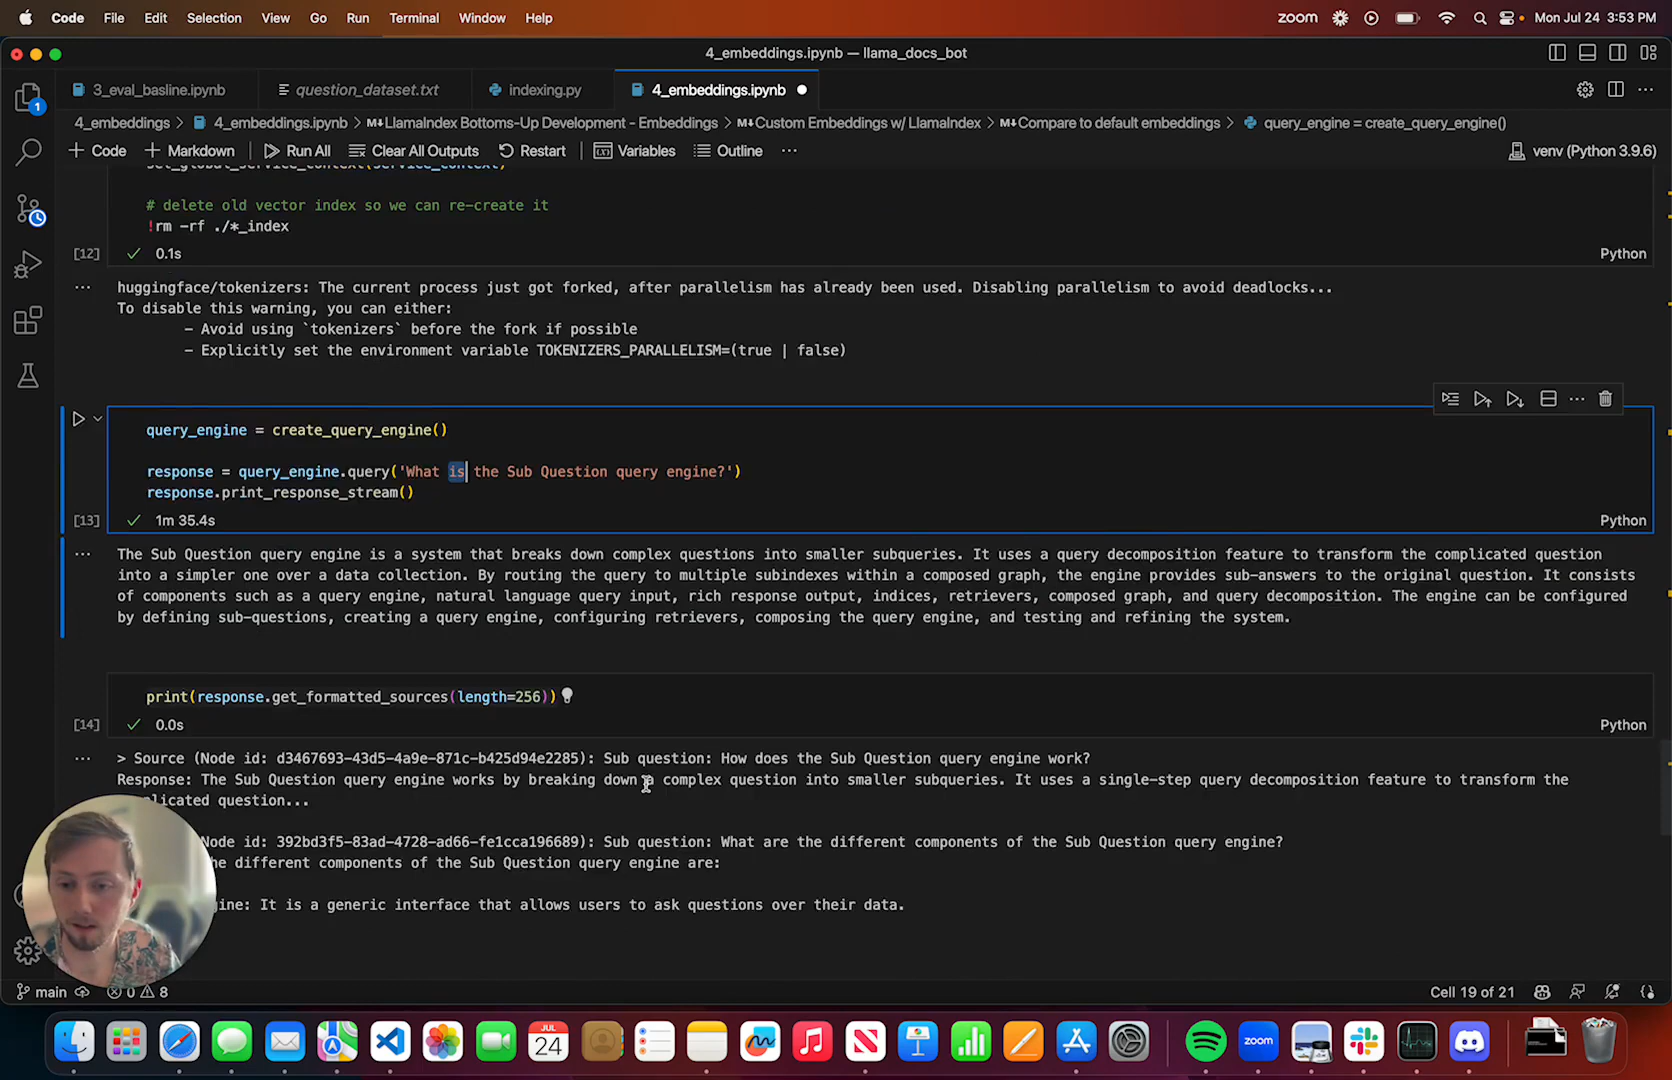 Code File Edit Selection View Go Run Terminal Window Help zoom Mon Jul 24 3:53 PM
4_embeddings.ipynb — llama_docs_bot
3_eval_basline.ipynb question_dataset.txt indexing.py 4_embeddings.ipynb
1
4_embeddings > 4_embeddings.ipynb > LlamaIndex Bottoms-Up Development - Embeddings > Custom Embeddings w/ LlamaIndex > Compare to default embeddings > query_engine = create_query_engine()
+ Code + Markdown Run All Clear All Outputs Restart Variables Outline ... venv (Python 3.9.6)
set_global_service_context(service_context)
# delete old vector index so we can re-create it
!rm -rf ./*_index
[12] 0.1s Python
... huggingface/tokenizers: The current process just got forked, after parallelism has already been used. Disabling parallelism to avoid deadlocks...
To disable this warning, you can either:
- Avoid using `tokenizers` before the fork if possible
- Explicitly set the environment variable TOKENIZERS_PARALLELISM=(true | false)
query_engine = create_query_engine()
response = query_engine.query('What is the Sub Question query engine?')
response.print_response_stream()
[13] 1m 35.4s Python
... The Sub Question query engine is a system that breaks down complex questions into smaller subqueries. It uses a query decomposition feature to transform the complicated question
into a simpler one over a data collection. By routing the query to multiple subindexes within a composed graph, the engine provides sub-answers to the original question. It consists
of components such as a query engine, natural language query input, rich response output, indices, retrievers, composed graph, and query decomposition. The engine can be configured
by defining sub-questions, creating a query engine, configuring retrievers, composing the query engine, and testing and refining the system.
print(response.get_formatted_sources(length=256))
[14] 0.0s Python
... > Source (Node id: d3467693-43d5-4a9e-871c-b425d94e2285): Sub question: How does the Sub Question query engine work?
Response: The Sub Question query engine works by breaking down a complex question into smaller subqueries. It uses a single-step query decomposition feature to transform the
question...
Node id: 392bd3f5-83ad-4728-ad66-fe1cca196689): Sub question: What are the different components of the Sub Question query engine?
different components of the Sub Question query engine are:
It is a generic interface that allows users to ask questions over their data.
main 0 8 Cell 19 of 21
JUL
24
zoom